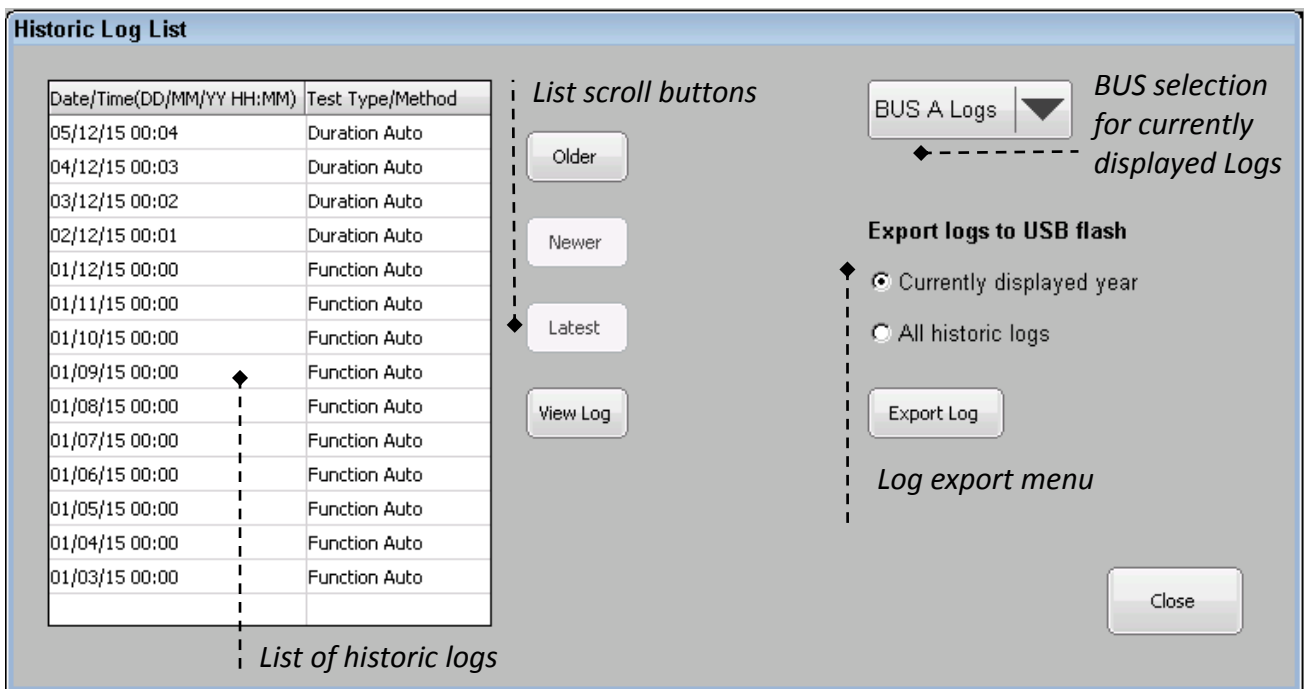 Historic Log List
Date/Time(DD/MM/YY HH:MM) Test Type/Method
05/12/15 00:04 Duration Auto
04/12/15 00:03 Duration Auto
03/12/15 00:02 Duration Auto
02/12/15 00:01 Duration Auto
01/12/15 00:00 Function Auto
01/11/15 00:00 Function Auto
01/10/15 00:00 Function Auto
01/09/15 00:00 Function Auto
01/08/15 00:00 Function Auto
01/07/15 00:00 Function Auto
01/06/15 00:00 Function Auto
01/05/15 00:00 Function Auto
01/04/15 00:00 Function Auto
01/03/15 00:00 Function Auto
List of historic logs
List scroll buttons
Older
Newer
Latest
View Log
BUS A Logs
BUS selection
for currently
displayed Logs
Export logs to USB flash
Currently displayed year
All historic logs
Export Log
Log export menu
Close